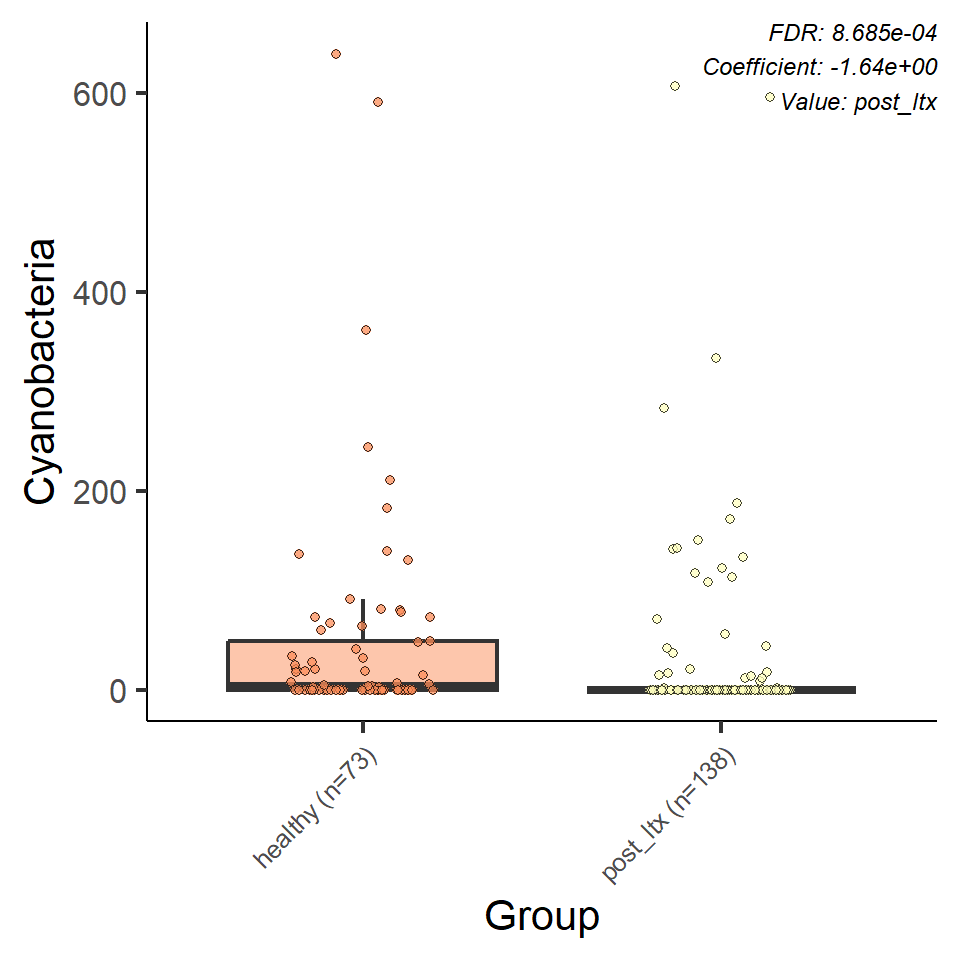 FDR: 8.685e-04
Coefficient: -1.64e+00
Value: post_ltx
600
400
200
0
Cyanobacteria
healthy (n=73)
post_ltx (n=138)
Group